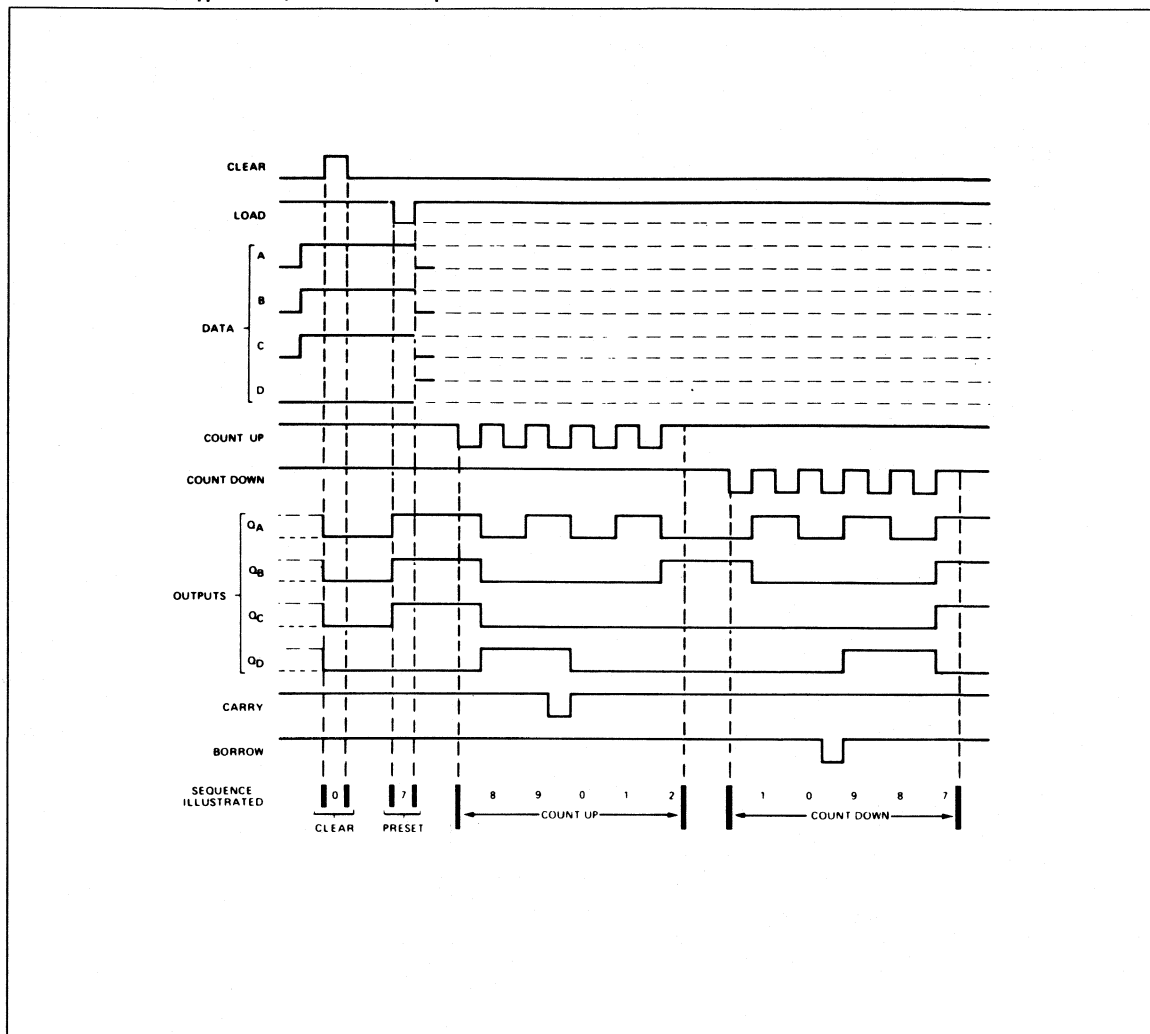 CLEAR
LOAD
A
B
DATA
C
D
COUNT UP
COUNT DOWN
QA
QB
OUTPUTS
QC
QD
CARRY
BORROW
SEQUENCE
ILLUSTRATED
0 7 8 9 0 1 2 1 0 9 8 7
CLEAR PRESET COUNT UP COUNT DOWN